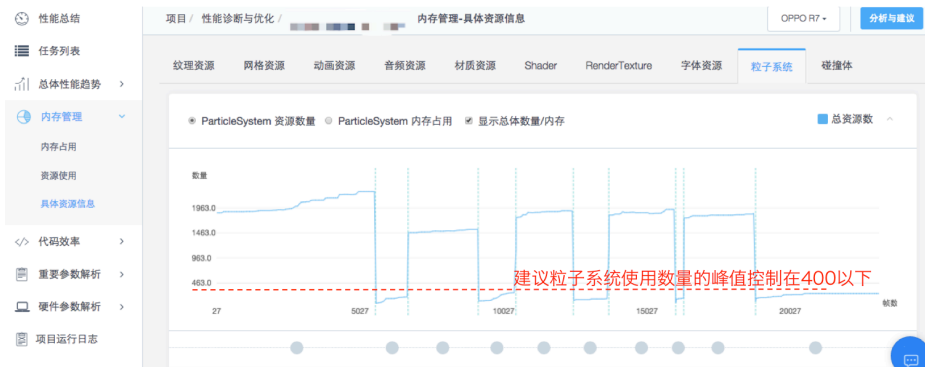 性能总结
任务列表
总体性能趋势
内存管理
内存占用
资源使用
具体资源信息
代码效率
重要参数解析
硬件参数解析
项目运行日志
项目 / 性能诊断与优化 / 内存管理-具体资源信息
OPPO R7
分析与建议
纹理资源 网格资源 动画资源 音频资源 材质资源 Shader RenderTexture 字体资源 粒子系统 碰撞体
ParticleSystem 资源数量 ParticleSystem 内存占用 显示总体数量/内存 总资源数
数量
1963.0
1463.0
963.0
463.0
建议粒子系统使用数量的峰值控制在400以下
帧数
27 5027 10027 15027 20027